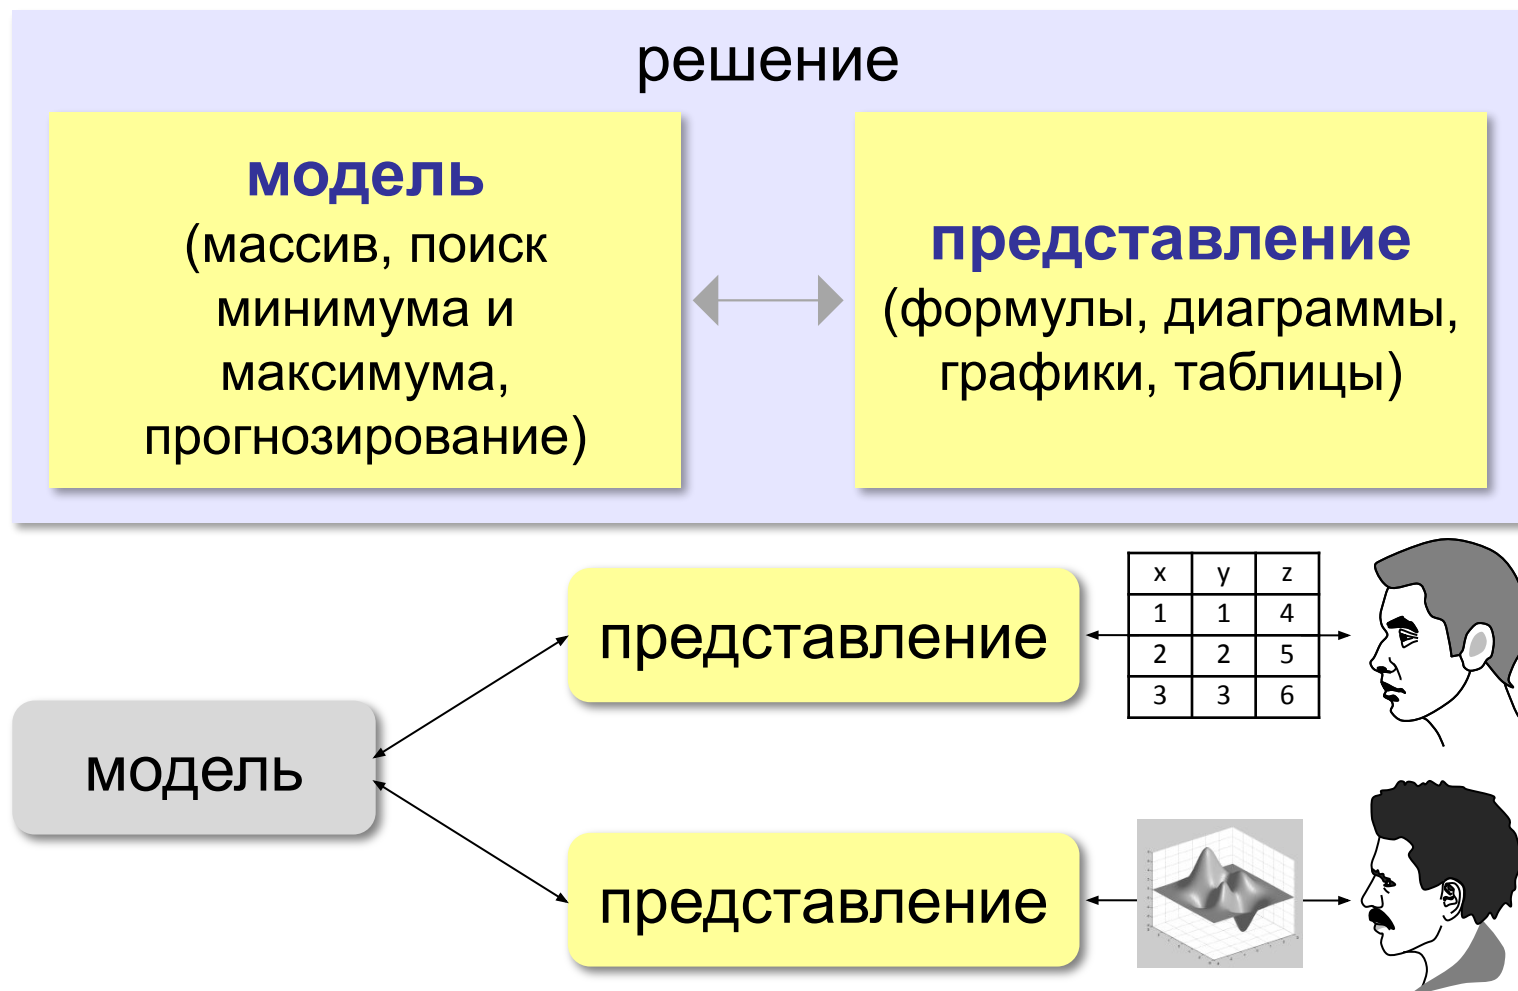 решение
модель
(массив, поиск
минимума и
максимума,
прогнозирование)
представление
(формулы, диаграммы,
графики, таблицы)
представление
x y z
1 1 4
2 2 5
3 3 6
модель
представление